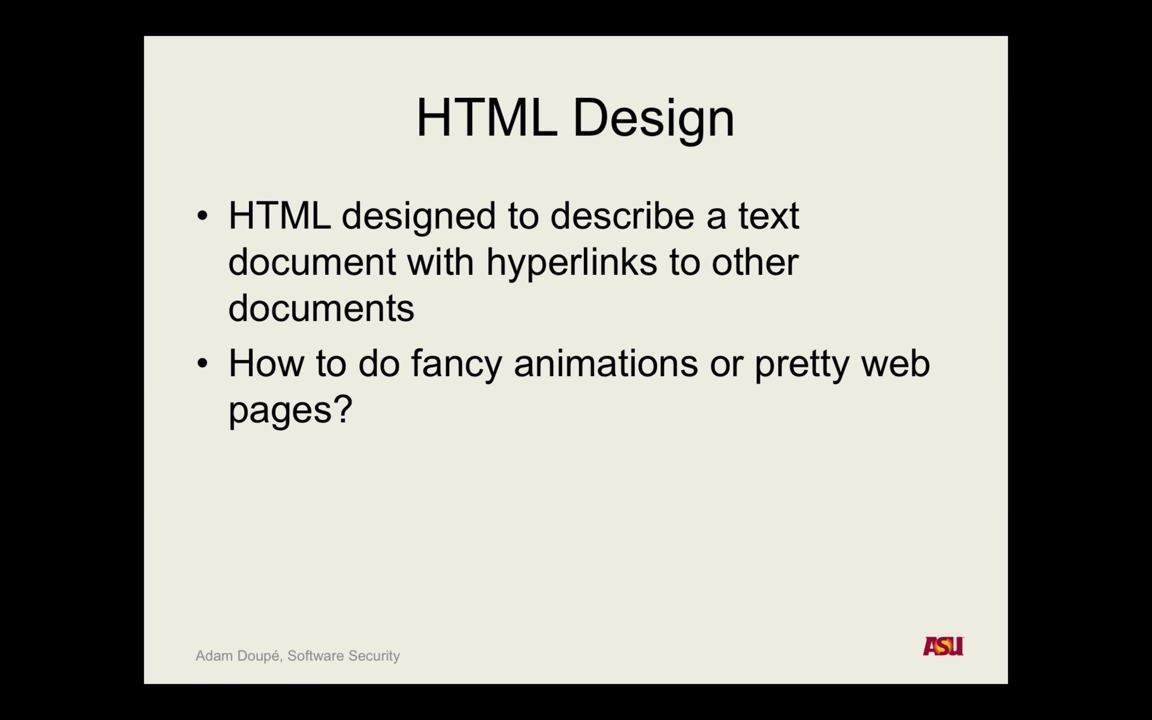 HTML Design
• HTML designed to describe a text
document with hyperlinks to other
documents
• How to do fancy animations or pretty web
pages?
Adam Doupé, Software Security
ASU